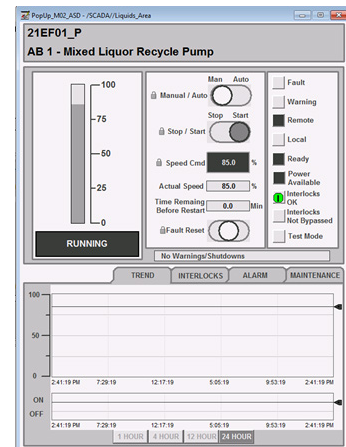 PopUp_M02_ASD - /SCADA//Liquids_Area
21EF01_P
AB 1 - Mixed Liquor Recycle Pump
100
75
50
25
0
RUNNING
Man Auto
Manual / Auto
Stop Start
Stop / Start
Speed Cmd 85.0 %
Actual Speed 85.0 %
Time Remaing
Before Restart 0.0 Min
Fault Reset
Fault
Warning
Remote
Local
Ready
Power
Available
Interlocks
OK
Interlocks
Not Bypassed
Test Mode
No Warnings/Shutdowns
TREND INTERLOCKS ALARM MAINTENANCE
100
50
0
2:41:19 PM 7:29:19 12:17:19 5:05:19 9:53:19 2:41:19 PM
ON
OFF
2:41:19 PM 7:29:19 12:17:19 5:05:19 9:53:19 2:41:19 PM
1 HOUR 4 HOUR 12 HOUR 24 HOUR